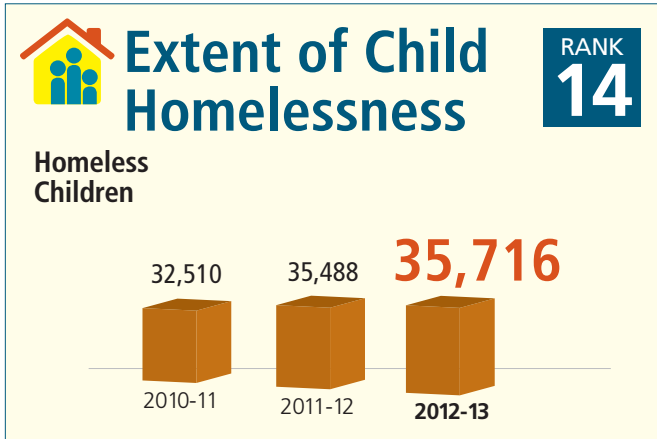 Extent of Child
Homelessness
RANK
14
Homeless
Children
32,510
35,488
35,716
2010-11
2011-12
2012-13